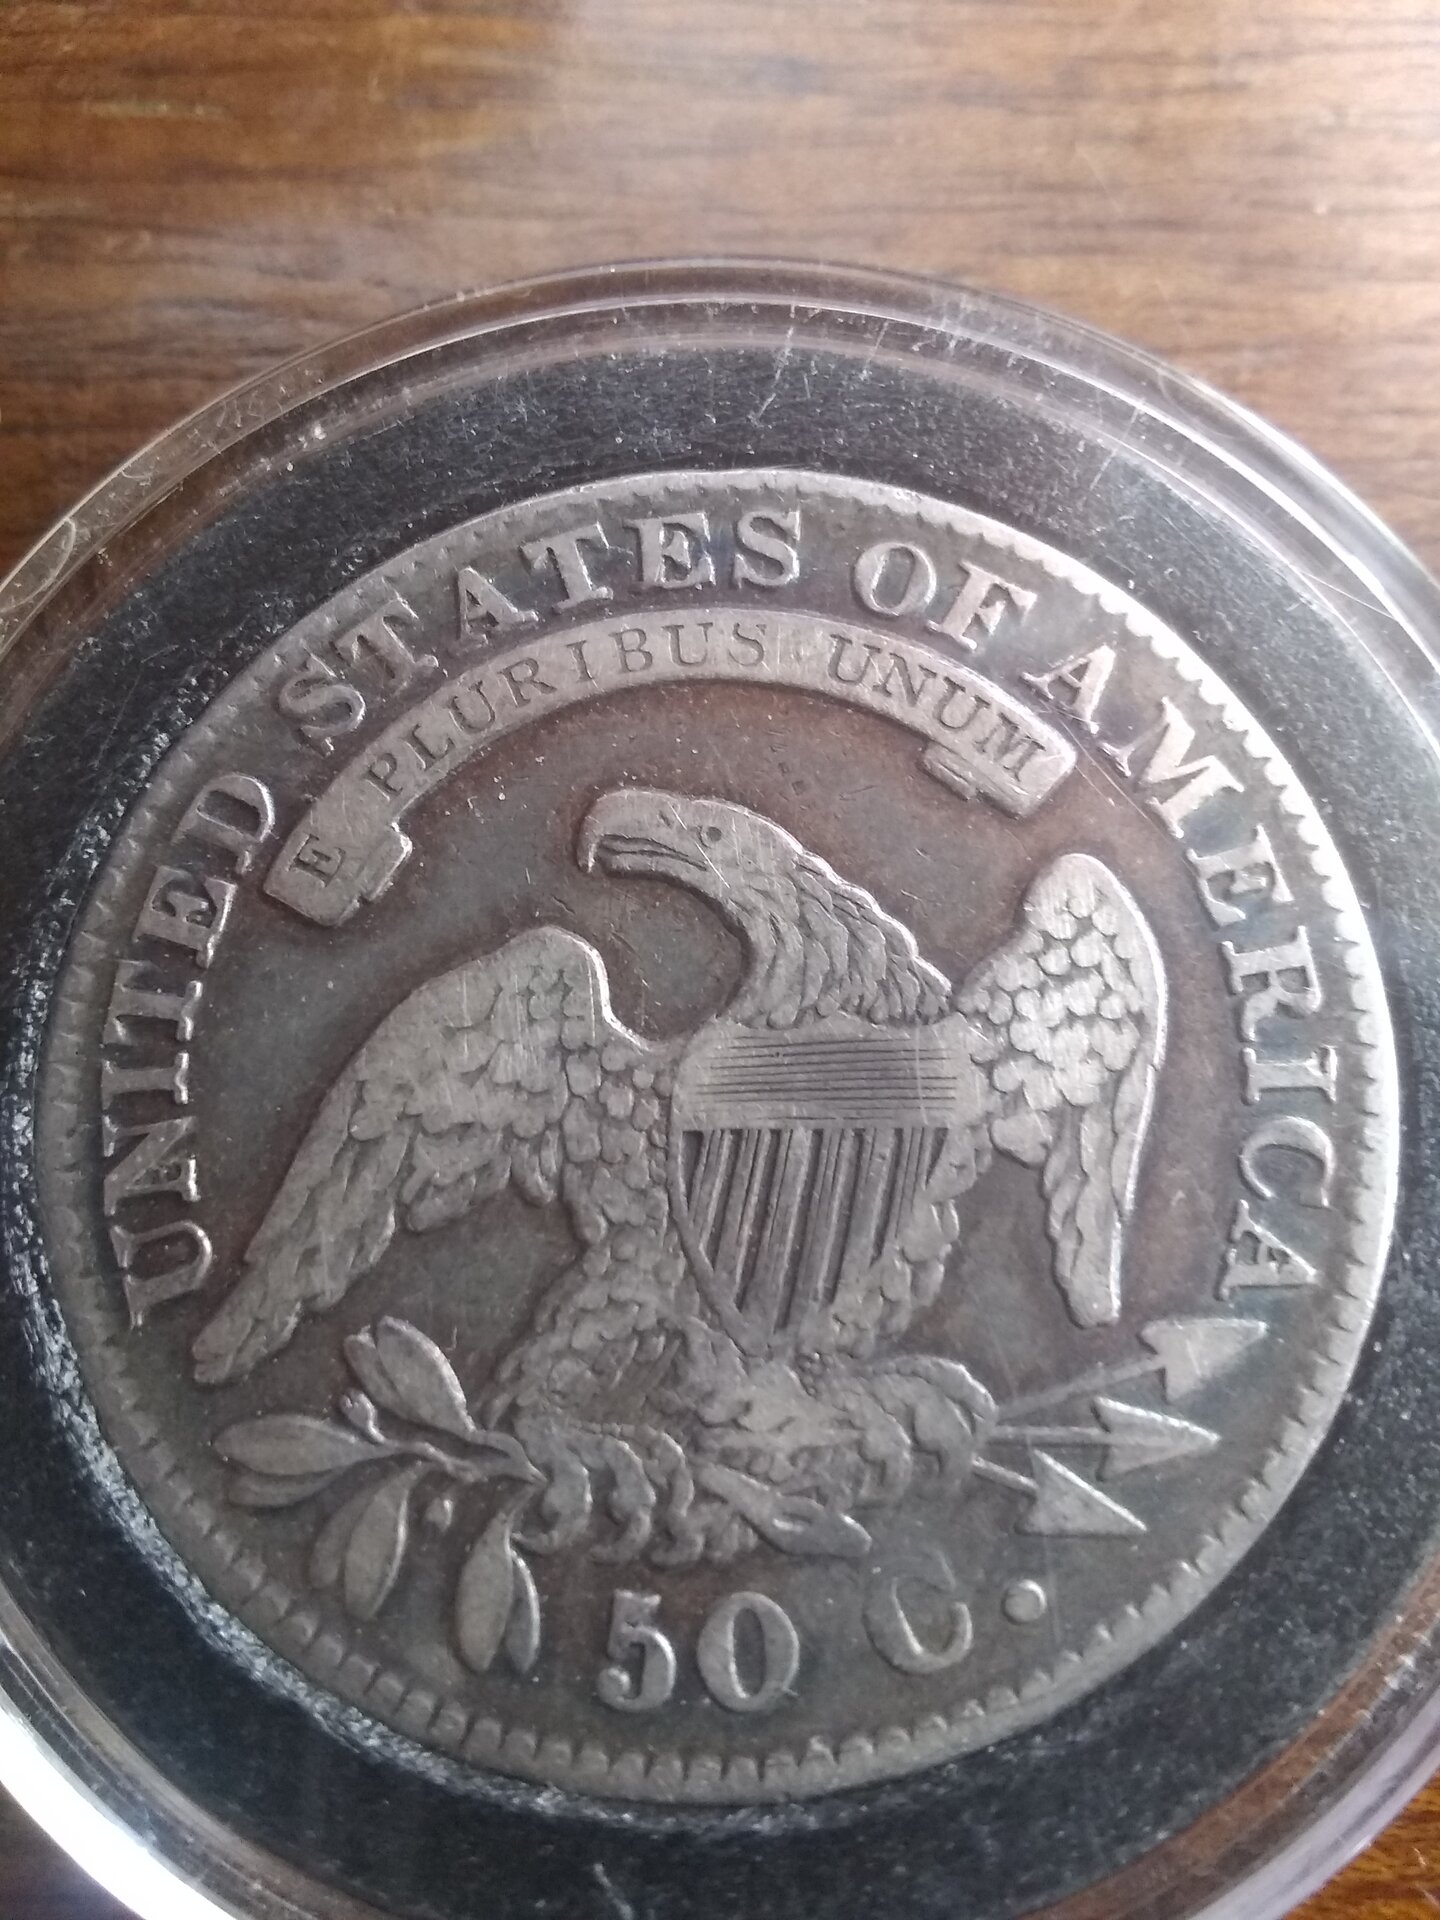 UNITED STATES OF AMERICA
E PLURIBUS UNUM
50 C.